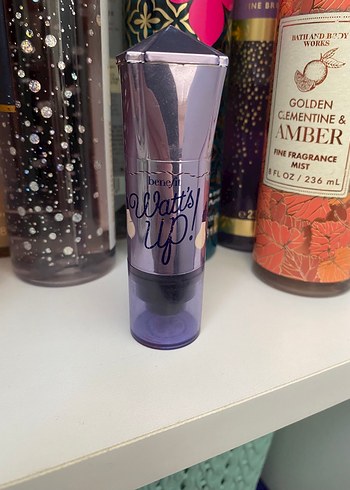 benefit
Watt's
Up!
BATH AND BODY
WORKS
GOLDEN
CLEMENTINE &
AMBER
FINE FRAGRANCE
MIST
8 FL OZ / 236 mL